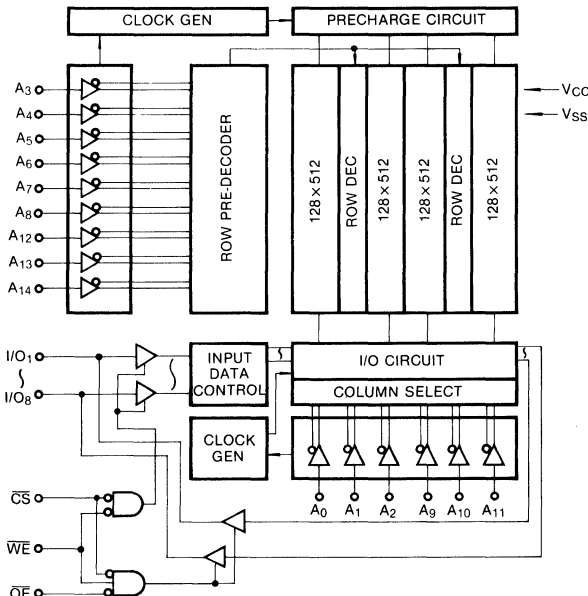 CLOCK GEN
PRECHARGE CIRCUIT
A3
A4
A5
A6
A7
A8
A12
A13
A14
ROW PRE-DECODER
128×512
ROW DEC
128×512
128×512
ROW DEC
128×512
VCC
VSS
I/O1
I/O8
INPUT
DATA
CONTROL
I/O CIRCUIT
COLUMN SELECT
CLOCK
GEN
A0
A1
A2
A9
A10
A11
CS
WE
OE